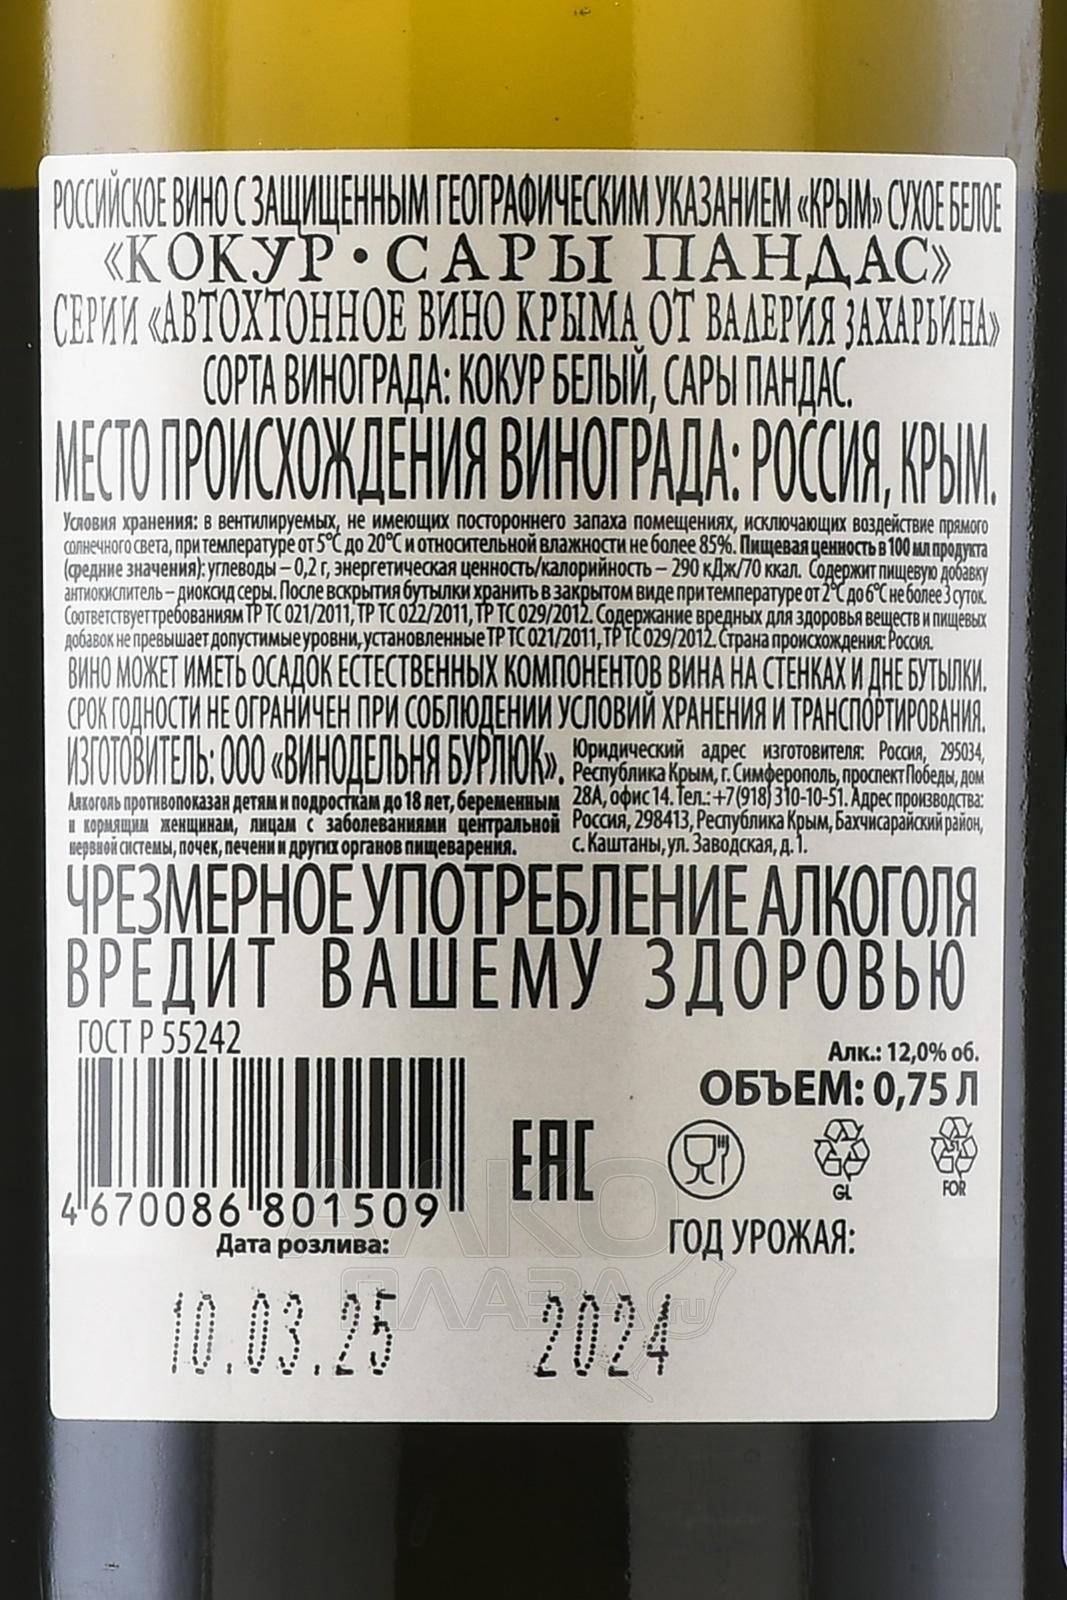 РОССИЙСКОЕ ВИНО С ЗАЩИЩЕННЫМ ГЕОГРАФИЧЕСКИМ УКАЗАНИЕМ «КРЫМ» СУХОЕ БЕЛОЕ
«КОКУР • САРЫ ПАНДАС»
СЕРИИ «АВТОХТОННОЕ ВИНО КРЫМА ОТ ВАЛЕРИЯ ЗАХАРЬИНА»
СОРТА ВИНОГРАДА: КОКУР БЕЛЫЙ, САРЫ ПАНДАС.
МЕСТО ПРОИСХОЖДЕНИЯ ВИНОГРАДА: РОССИЯ, КРЫМ.
Условия хранения: в вентилируемых, не имеющих постороннего запаха помещениях, исключающих воздействие прямого
солнечного света, при температуре от 5°С до 20°С и относительной влажности не более 85%. Пищевая ценность в 100 мл продукта
(средние значения): углеводы – 0,2 г, энергетическая ценность/калорийность – 290 кДж/70 ккал. Содержит пищевую добавку
антиокислитель – диоксид серы. После вскрытия бутылки хранить в закрытом виде при температуре от 2°С до 6°С не более 3 суток.
Соответствует требованиям ТР ТС 021/2011, ТР ТС 022/2011, ТР ТС 029/2012. Содержание вредных для здоровья веществ и пищевых
добавок не превышает допустимые уровни, установленные ТР ТС 021/2011, ТР ТС 029/2012. Страна происхождения: Россия.
ВИНО МОЖЕТ ИМЕТЬ ОСАДОК ЕСТЕСТВЕННЫХ КОМПОНЕНТОВ ВИНА НА СТЕНКАХ И ДНЕ БУТЫЛКИ.
СРОК ГОДНОСТИ НЕ ОГРАНИЧЕН ПРИ СОБЛЮДЕНИИ УСЛОВИЙ ХРАНЕНИЯ И ТРАНСПОРТИРОВАНИЯ.
ИЗГОТОВИТЕЛЬ: ООО «ВИНОДЕЛЬНЯ БУРЛЮК».
Алкоголь противопоказан детям и подросткам до 18 лет, беременным
и кормящим женщинам, лицам с заболеваниями центральной
нервной системы, почек, печени и других органов пищеварения.
Юридический адрес изготовителя: Россия, 295034,
Республика Крым, г. Симферополь, проспект Победы, дом
28А, офис 14. Тел.: +7 (918) 310-10-51. Адрес производства:
Россия, 298413, Республика Крым, Бахчисарайский район,
с. Каштаны, ул. Заводская, д.1.
ЧРЕЗМЕРНОЕ УПОТРЕБЛЕНИЕ АЛКОГОЛЯ
ВРЕДИТ ВАШЕМУ ЗДОРОВЬЮ
ГОСТ Р 55242
Алк.: 12,0% об.
ОБЪЕМ: 0,75 Л
EAC
GL
51
FOR
4 670086 801509
Дата розлива:
ГОД УРОЖАЯ:
10.03.25 2024
АЛКО
ПЛАЗА.ru